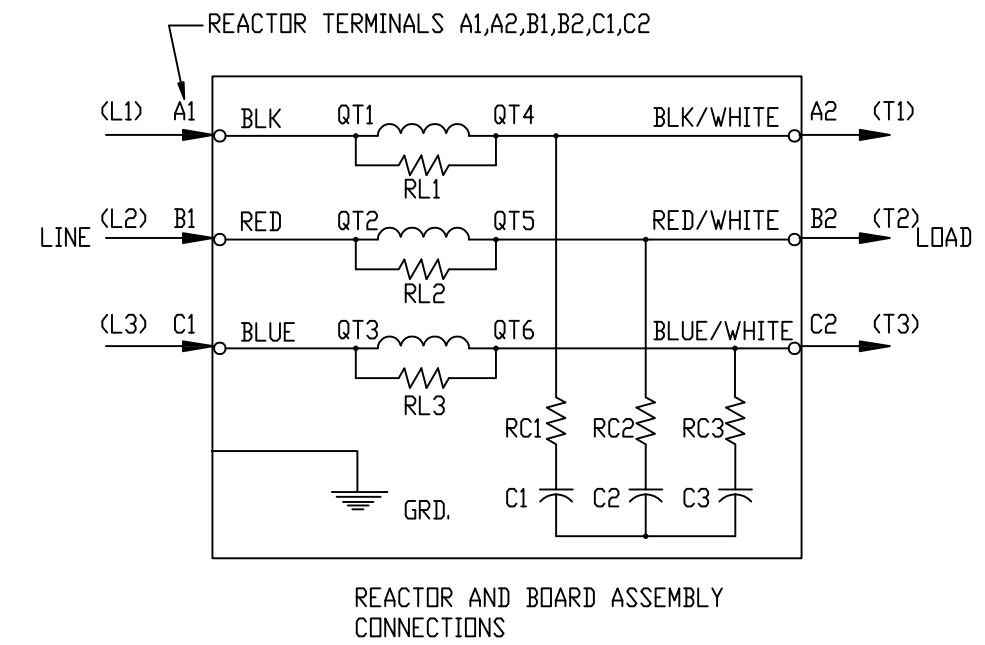 REACTOR TERMINALS A1,A2,B1,B2,C1,C2
(L1) A1 BLK QT1 QT4 BLK/WHITE A2 (T1)
RL1
(L2) B1 RED QT2 QT5 RED/WHITE B2 (T2)
LINE LOAD
RL2
(L3) C1 BLUE QT3 QT6 BLUE/WHITE C2 (T3)
RL3
RC1 RC2 RC3
C1 C2 C3
GRD.
REACTOR AND BOARD ASSEMBLY
CONNECTIONS